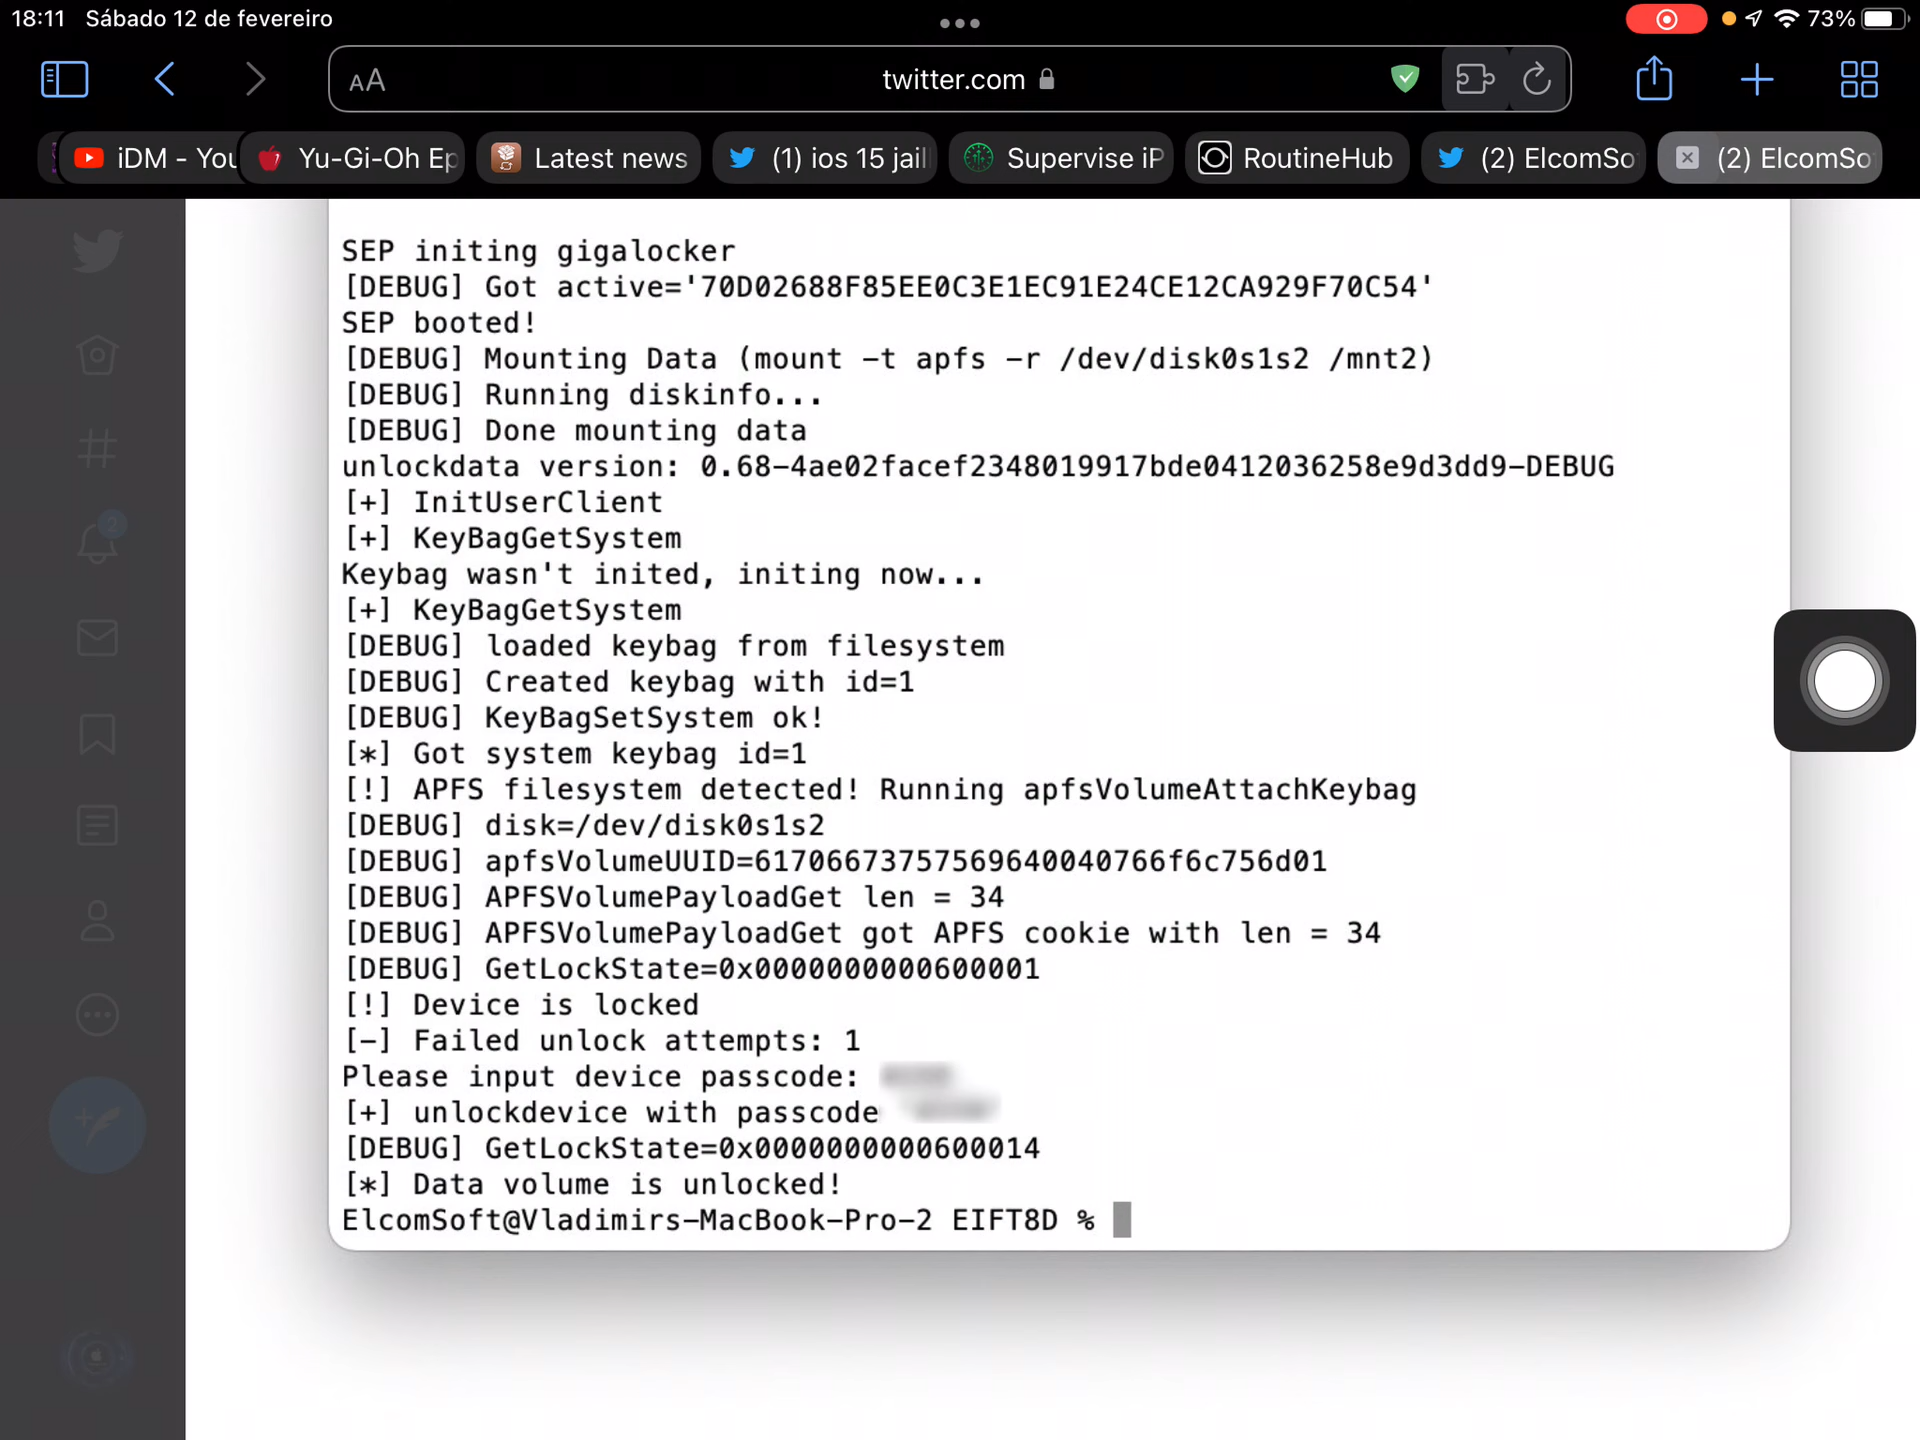 18:11 Sábado 12 de fevereiro
73%
AA twitter.com
iDM - You
Yu-Gi-Oh Ep
Latest news
(1) ios 15 jail
Supervise iP
RoutineHub
(2) ElcomSo
(2) ElcomSo
SEP initing gigalocker
[DEBUG] Got active='70D02688F85EE0C3E1EC91E24CE12CA929F70C54'
SEP booted!
[DEBUG] Mounting Data (mount -t apfs -r /dev/disk0s1s2 /mnt2)
[DEBUG] Running diskinfo...
[DEBUG] Done mounting data
unlockdata version: 0.68-4ae02facef2348019917bde0412036258e9d3dd9-DEBUG
[+] InitUserClient
[+] KeyBagGetSystem
Keybag wasn't inited, initing now...
[+] KeyBagGetSystem
[DEBUG] loaded keybag from filesystem
[DEBUG] Created keybag with id=1
[DEBUG] KeyBagSetSystem ok!
[*] Got system keybag id=1
[!] APFS filesystem detected! Running apfsVolumeAttachKeybag
[DEBUG] disk=/dev/disk0s1s2
[DEBUG] apfsVolumeUUID=61706673757569640040766f6c756d01
[DEBUG] APFSVolumePayloadGet len = 34
[DEBUG] APFSVolumePayloadGet got APFS cookie with len = 34
[DEBUG] GetLockState=0x0000000000600001
[!] Device is locked
[-] Failed unlock attempts: 1
Please input device passcode:
[+] unlockdevice with passcode
[DEBUG] GetLockState=0x0000000000600014
[*] Data volume is unlocked!
ElcomSoft@Vladimirs-MacBook-Pro-2 EIFT8D %